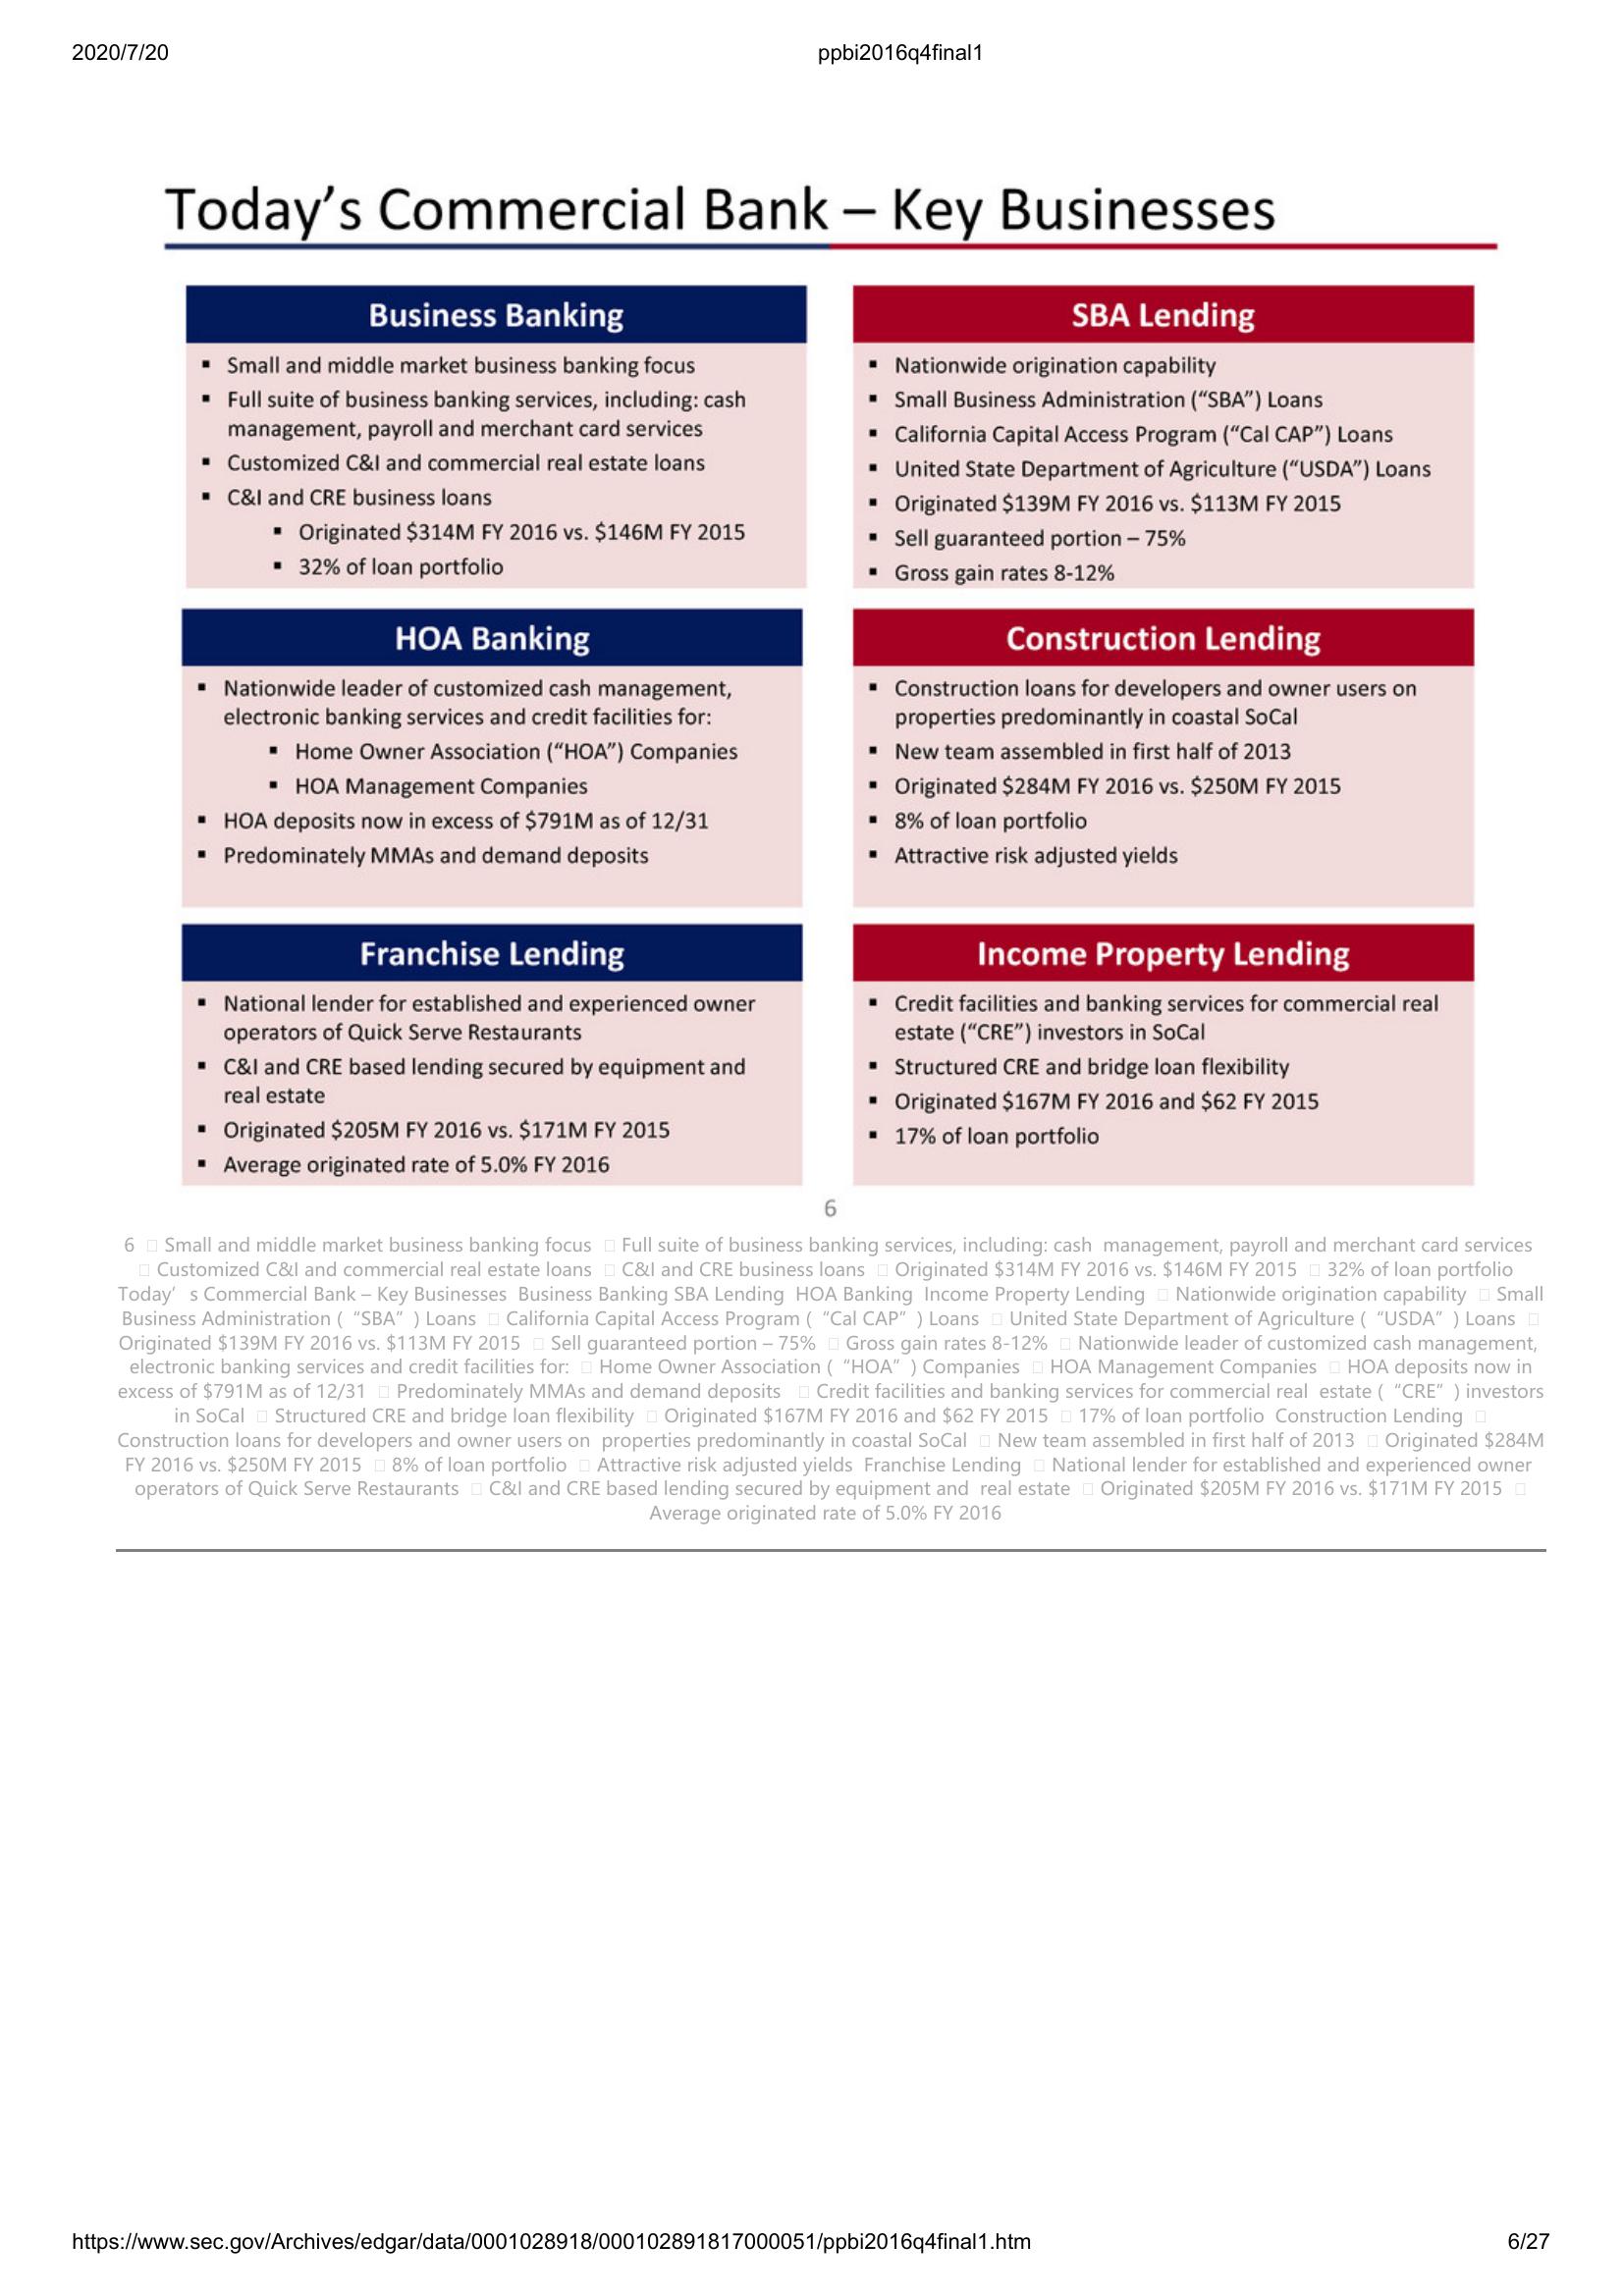 2020/7/20
ppbi2016q4final1
Today’s Commercial Bank – Key Businesses
Business Banking
▪ Small and middle market business banking focus
▪ Full suite of business banking services, including: cash
management, payroll and merchant card services
▪ Customized C&I and commercial real estate loans
▪ C&I and CRE business loans
▪ Originated $314M FY 2016 vs. $146M FY 2015
▪ 32% of loan portfolio
SBA Lending
▪ Nationwide origination capability
▪ Small Business Administration (“SBA”) Loans
▪ California Capital Access Program (“Cal CAP”) Loans
▪ United State Department of Agriculture (“USDA”) Loans
▪ Originated $139M FY 2016 vs. $113M FY 2015
▪ Sell guaranteed portion – 75%
▪ Gross gain rates 8-12%
HOA Banking
▪ Nationwide leader of customized cash management,
electronic banking services and credit facilities for:
▪ Home Owner Association (“HOA”) Companies
▪ HOA Management Companies
▪ HOA deposits now in excess of $791M as of 12/31
▪ Predominately MMAs and demand deposits
Construction Lending
▪ Construction loans for developers and owner users on
properties predominantly in coastal SoCal
▪ New team assembled in first half of 2013
▪ Originated $284M FY 2016 vs. $250M FY 2015
▪ 8% of loan portfolio
▪ Attractive risk adjusted yields
Franchise Lending
▪ National lender for established and experienced owner
operators of Quick Serve Restaurants
▪ C&I and CRE based lending secured by equipment and
real estate
▪ Originated $205M FY 2016 vs. $171M FY 2015
▪ Average originated rate of 5.0% FY 2016
Income Property Lending
▪ Credit facilities and banking services for commercial real
estate (“CRE”) investors in SoCal
▪ Structured CRE and bridge loan flexibility
▪ Originated $167M FY 2016 and $62 FY 2015
▪ 17% of loan portfolio
6
6 □ Small and middle market business banking focus □ Full suite of business banking services, including: cash management, payroll and merchant card services
□ Customized C&I and commercial real estate loans □ C&I and CRE business loans □ Originated $314M FY 2016 vs. $146M FY 2015 □ 32% of loan portfolio
Today’ s Commercial Bank – Key Businesses Business Banking SBA Lending HOA Banking Income Property Lending □ Nationwide origination capability □ Small
Business Administration ( “SBA” ) Loans □ California Capital Access Program ( “Cal CAP” ) Loans □ United State Department of Agriculture ( “USDA” ) Loans □
Originated $139M FY 2016 vs. $113M FY 2015 □ Sell guaranteed portion – 75% □ Gross gain rates 8-12% □ Nationwide leader of customized cash management,
electronic banking services and credit facilities for: □ Home Owner Association ( “HOA” ) Companies □ HOA Management Companies □ HOA deposits now in
excess of $791M as of 12/31 □ Predominately MMAs and demand deposits □ Credit facilities and banking services for commercial real estate ( “CRE” ) investors
in SoCal □ Structured CRE and bridge loan flexibility □ Originated $167M FY 2016 and $62 FY 2015 □ 17% of loan portfolio Construction Lending □
Construction loans for developers and owner users on properties predominantly in coastal SoCal □ New team assembled in first half of 2013 □ Originated $284M
FY 2016 vs. $250M FY 2015 □ 8% of loan portfolio □ Attractive risk adjusted yields Franchise Lending □ National lender for established and experienced owner
operators of Quick Serve Restaurants □ C&I and CRE based lending secured by equipment and real estate □ Originated $205M FY 2016 vs. $171M FY 2015 □
Average originated rate of 5.0% FY 2016
https://www.sec.gov/Archives/edgar/data/0001028918/000102891817000051/ppbi2016q4final1.htm
6/27